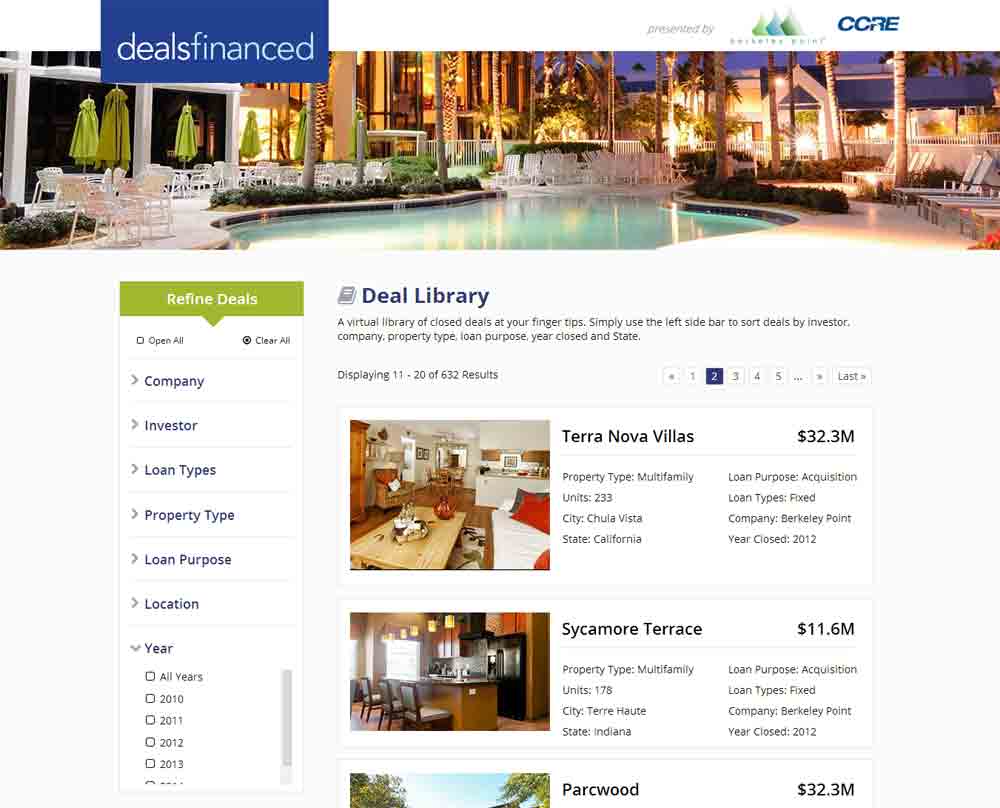 dealsfinanced
presented by
berkeley point
CCRE
Refine Deals
Open All Clear All
Company
Investor
Loan Types
Property Type
Loan Purpose
Location
Year
All Years
2010
2011
2012
2013
Deal Library
A virtual library of closed deals at your finger tips. Simply use the left side bar to sort deals by investor,
company, property type, loan purpose, year closed and State.
Displaying 11 - 20 of 632 Results
« 1 2 3 4 5 ... » Last »
Terra Nova Villas $32.3M
Property Type: Multifamily Loan Purpose: Acquisition
Units: 233 Loan Types: Fixed
City: Chula Vista Company: Berkeley Point
State: California Year Closed: 2012
Sycamore Terrace $11.6M
Property Type: Multifamily Loan Purpose: Acquisition
Units: 178 Loan Types: Fixed
City: Terre Haute Company: Berkeley Point
State: Indiana Year Closed: 2012
Parcwood $32.3M